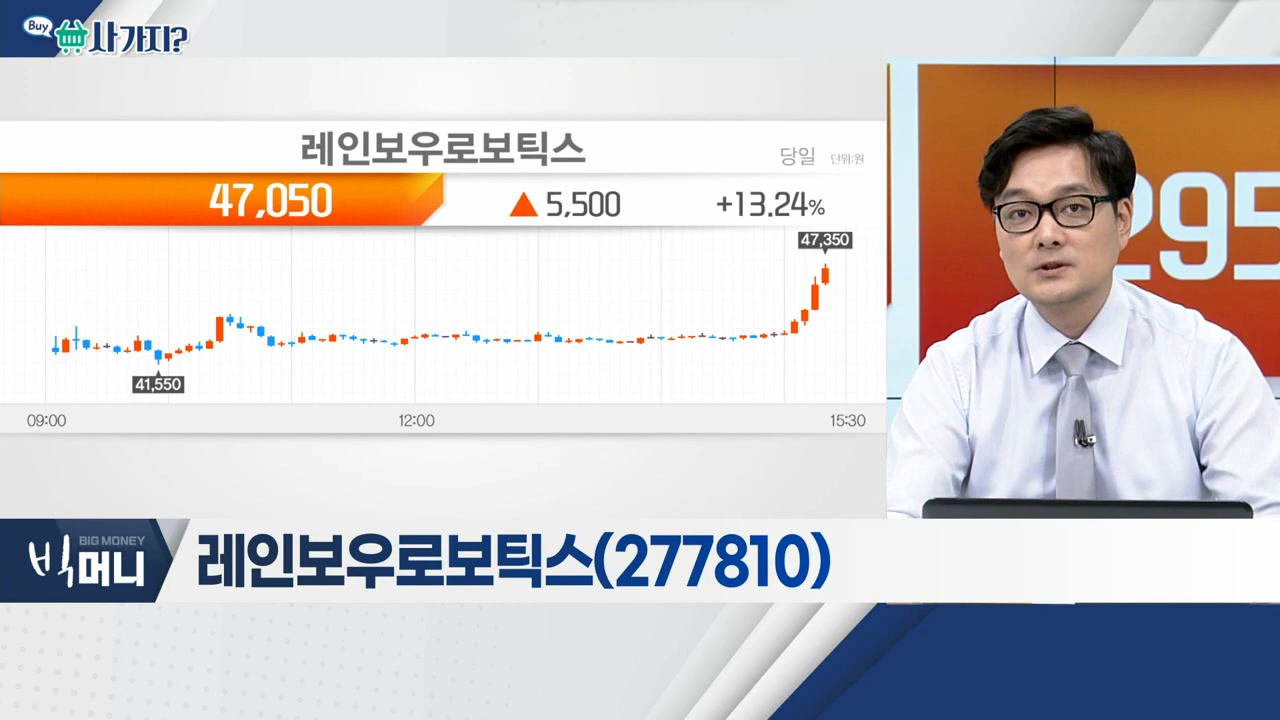 Buy
사가지?
레인보우로보틱스
당일 단위:원
47,050 ▲ 5,500 +13.24%
47,350
41,550
09:00 12:00 15:30
295
BIG MONEY
빅머니
레인보우로보틱스(277810)